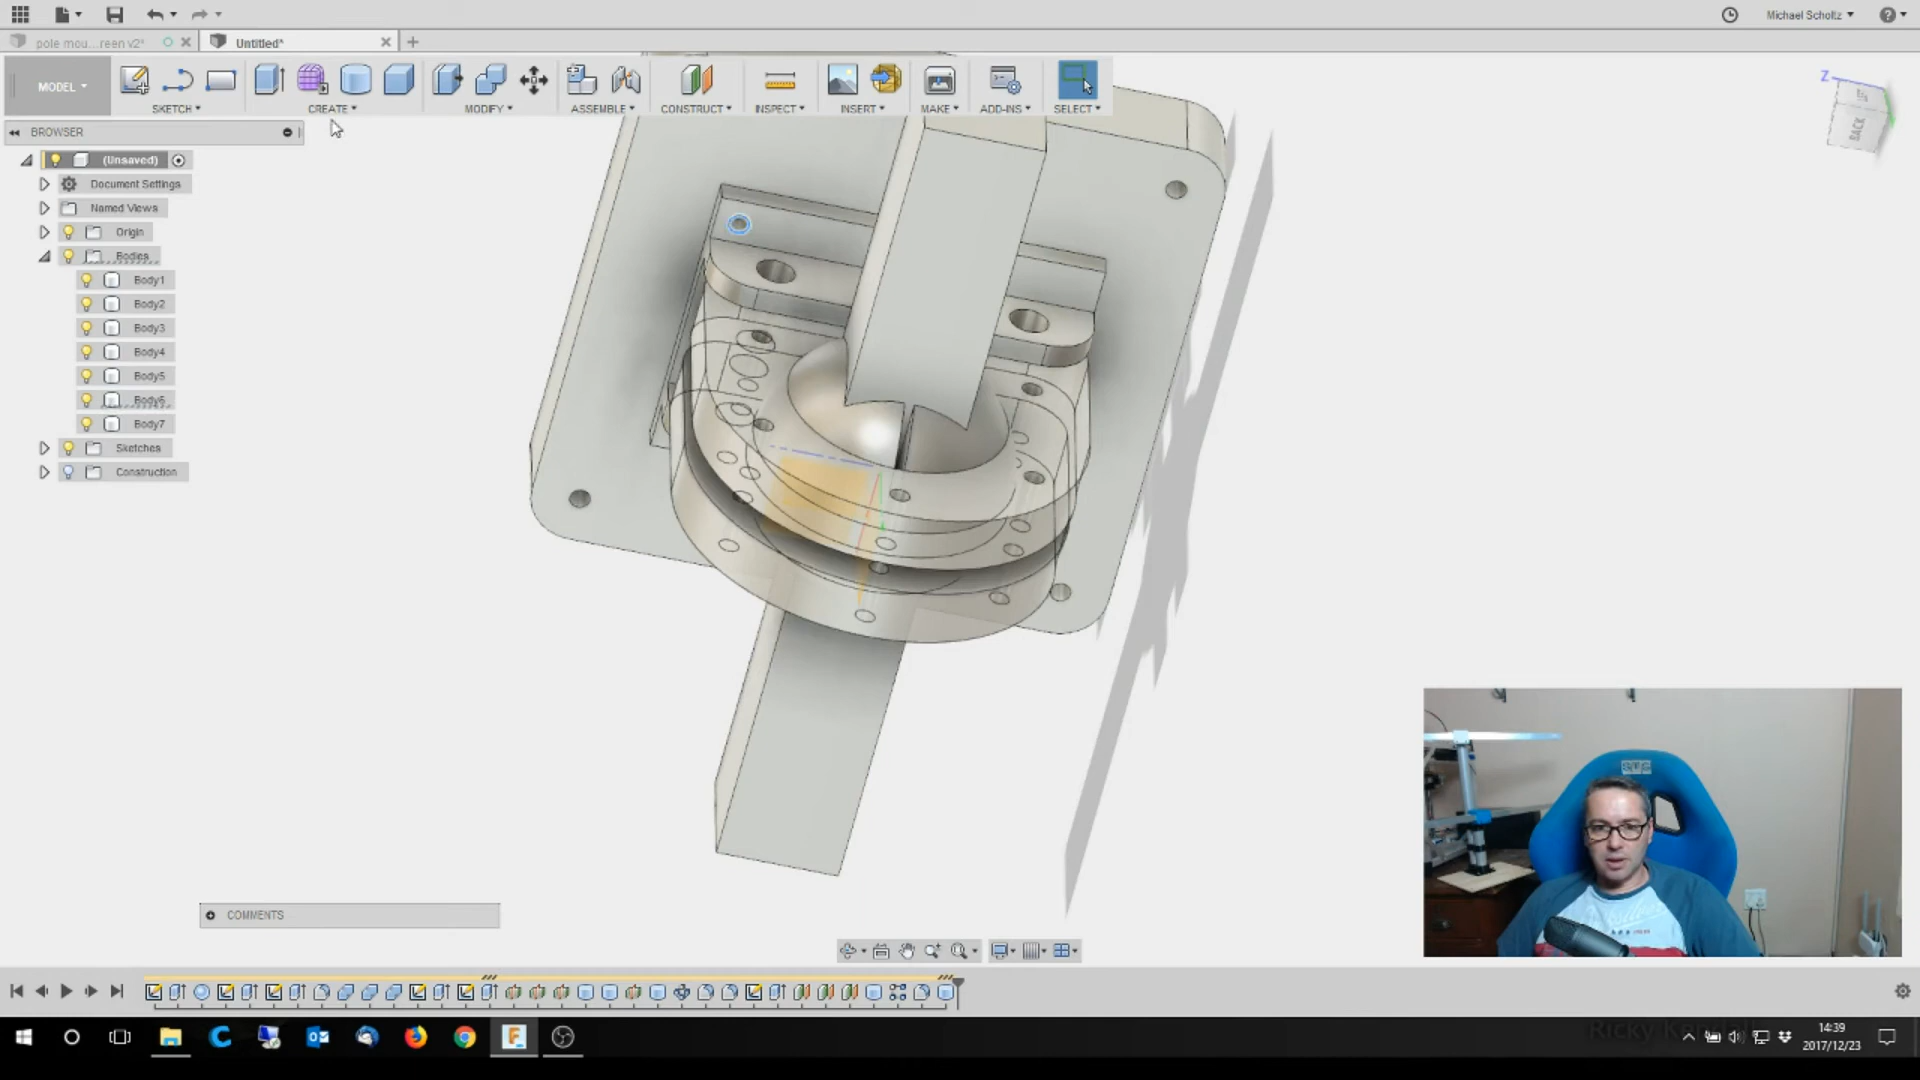 Michael Scholtz
pole mou...reen v2*
Untitled*
MODEL
SKETCH
CREATE
MODIFY
ASSEMBLE
CONSTRUCT
INSPECT
INSERT
MAKE
ADD-INS
SELECT
BROWSER
(Unsaved)
Document Settings
Named Views
Origin
Bodies
Body1
Body2
Body3
Body4
Body5
Body6
Body7
Sketches
Construction
Z
BACK
COMMENTS
14:39
2017/12/23